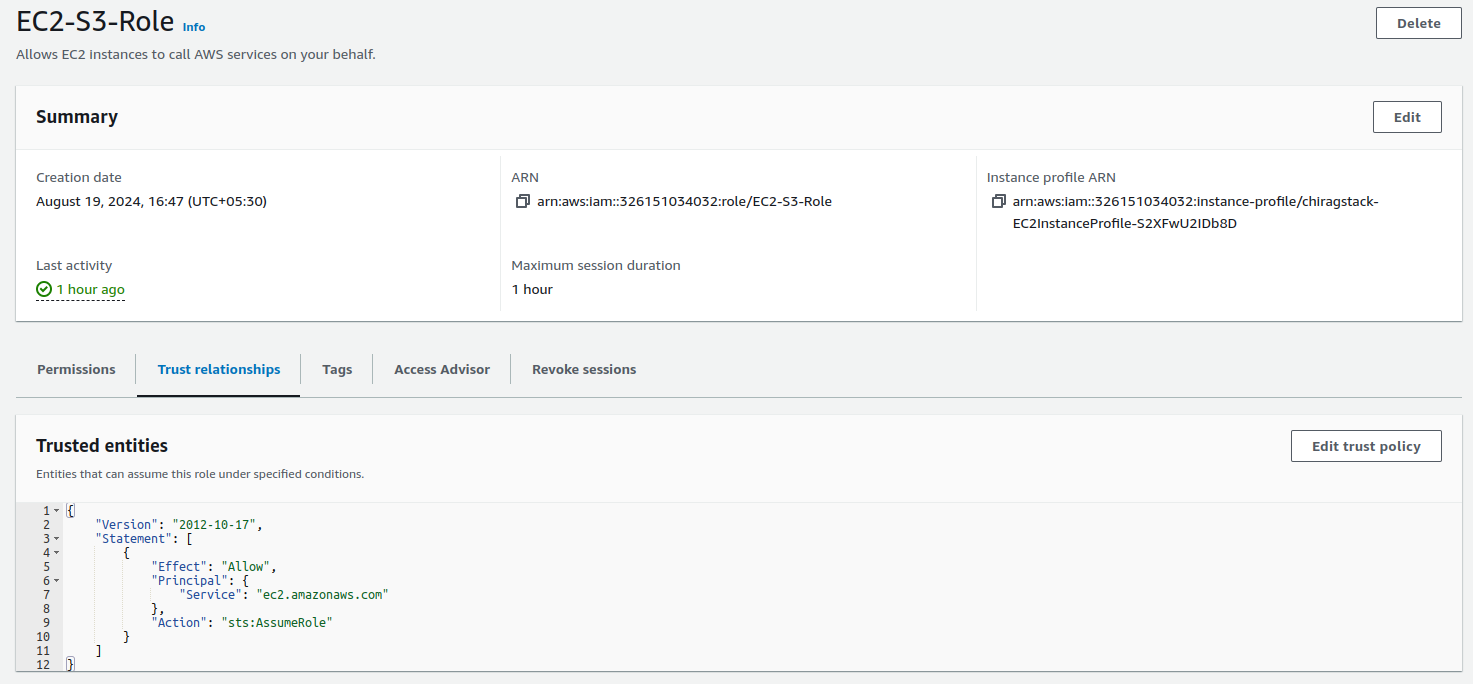 EC2-S3-Role Info
Delete
Allows EC2 instances to call AWS services on your behalf.
Summary
Edit
Creation date
August 19, 2024, 16:47 (UTC+05:30)
ARN
arn:aws:iam::326151034032:role/EC2-S3-Role
Instance profile ARN
arn:aws:iam::326151034032:instance-profile/chiragstack-
EC2InstanceProfile-S2XFwU2IDb8D
Last activity
1 hour ago
Maximum session duration
1 hour
Permissions
Trust relationships
Tags
Access Advisor
Revoke sessions
Trusted entities
Edit trust policy
Entities that can assume this role under specified conditions.
1 {
2     "Version": "2012-10-17",
3     "Statement": [
4         {
5             "Effect": "Allow",
6             "Principal": {
7                 "Service": "ec2.amazonaws.com"
8             },
9             "Action": "sts:AssumeRole"
10         }
11     ]
12 }